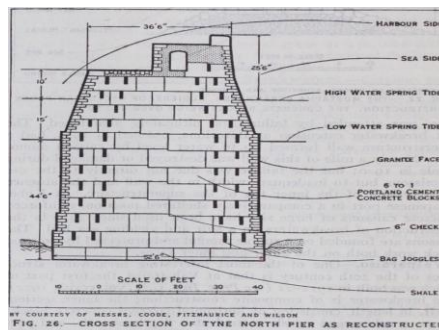 36'6"
HARBOUR SIDE
SEA SIDE
25'6"
10'
HIGH WATER SPRING TIDE
15'
LOW WATER SPRING TIDE
GRANITE FACE
6 TO 1
PORTLAND CEMENT
CONCRETE BLOCKS
44'6"
6" CHECK
BAG JOGGLES
52'6"
SHALE
SCALE OF FEET
10 0 10 20 30 40
BY COURTESY OF MESSRS. COODE, FITZMAURICE AND WILSON
FIG. 26.—CROSS SECTION OF TYNE NORTH PIER AS RECONSTRUCTED